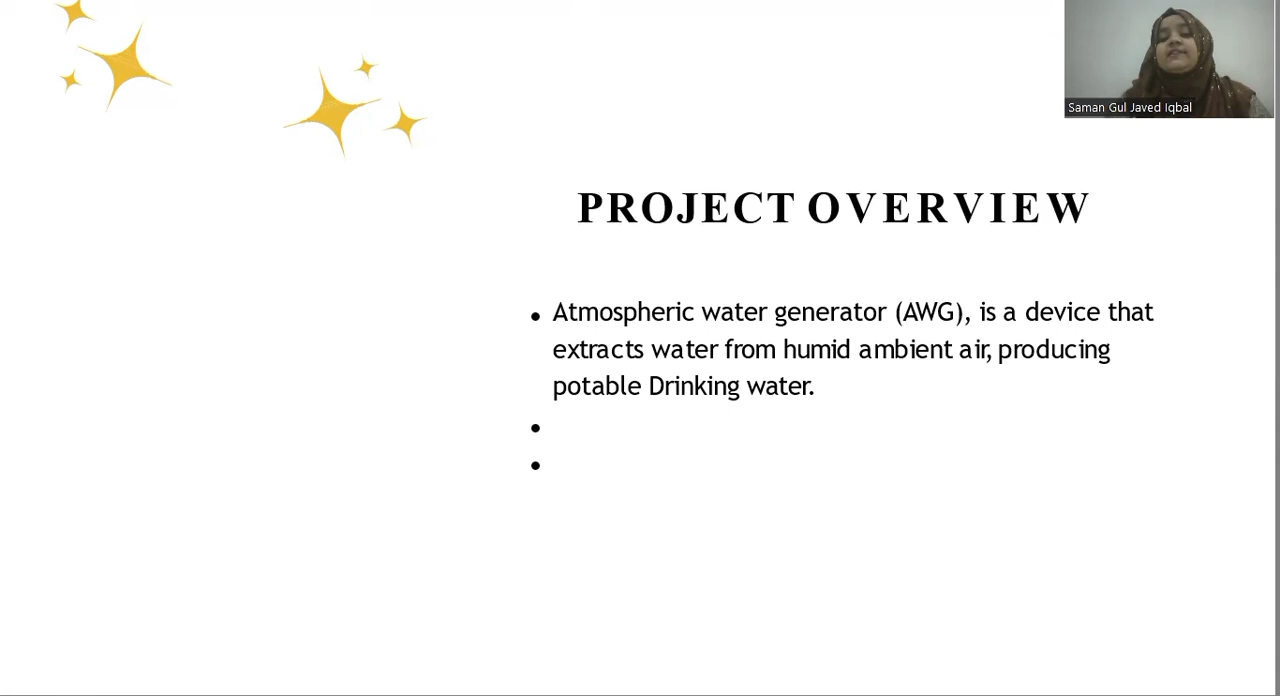 Saman Gul Javed Iqbal
PROJECT OVERVIEW
• Atmospheric water generator (AWG), is a device that
extracts water from humid ambient air, producing
potable Drinking water.
•
•